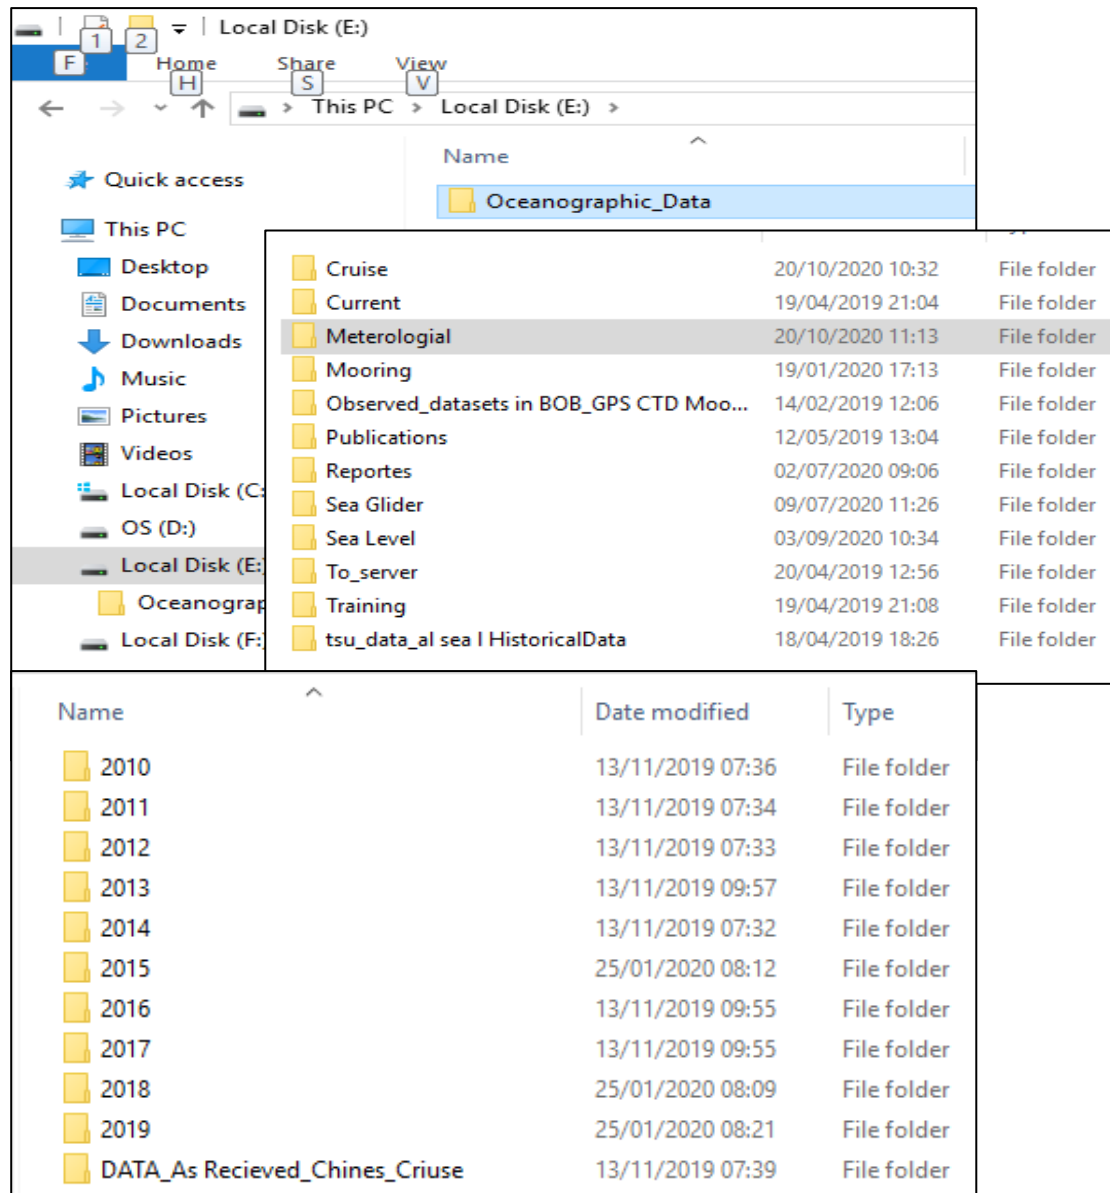 Local Disk (E:)
1 2
F Home Share View
H S V
This PC > Local Disk (E:) >
Name
Quick access
Oceanographic_Data
This PC
Desktop
Documents
Downloads
Music
Pictures
Videos
Local Disk (C:
OS (D:)
Local Disk (E:)
Oceanograp
Local Disk (F:)
Cruise 20/10/2020 10:32 File folder
Current 19/04/2019 21:04 File folder
Meterologial 20/10/2020 11:13 File folder
Mooring 19/01/2020 17:13 File folder
Observed_datasets in BOB_GPS CTD Moo... 14/02/2019 12:06 File folder
Publications 12/05/2019 13:04 File folder
Reportes 02/07/2020 09:06 File folder
Sea Glider 09/07/2020 11:26 File folder
Sea Level 03/09/2020 10:34 File folder
To_server 20/04/2019 12:56 File folder
Training 19/04/2019 21:08 File folder
tsu_data_al sea l HistoricalData 18/04/2019 18:26 File folder
Name Date modified Type
2010 13/11/2019 07:36 File folder
2011 13/11/2019 07:34 File folder
2012 13/11/2019 07:33 File folder
2013 13/11/2019 09:57 File folder
2014 13/11/2019 07:32 File folder
2015 25/01/2020 08:12 File folder
2016 13/11/2019 09:55 File folder
2017 13/11/2019 09:55 File folder
2018 25/01/2020 08:09 File folder
2019 25/01/2020 08:21 File folder
DATA_As Recieved_Chines_Criuse 13/11/2019 07:39 File folder